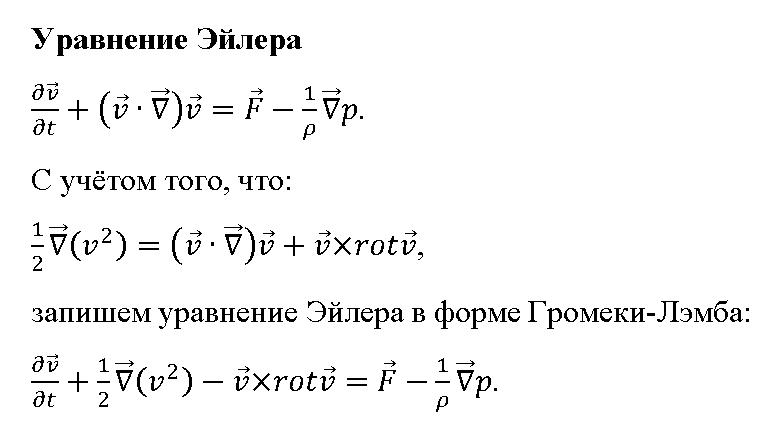 Уравнение Эйлера
$\frac{\partial \vec{v}}{\partial t} + (\vec{v} \cdot \vec{\nabla})\vec{v} = \vec{F} - \frac{1}{\rho}\vec{\nabla}p.$
С учётом того, что:
$\frac{1}{2}\vec{\nabla}(v^2) = (\vec{v} \cdot \vec{\nabla})\vec{v} + \vec{v} \times rot\vec{v},$
запишем уравнение Эйлера в форме Громеки-Лэмба:
$\frac{\partial \vec{v}}{\partial t} + \frac{1}{2}\vec{\nabla}(v^2) - \vec{v} \times rot\vec{v} = \vec{F} - \frac{1}{\rho}\vec{\nabla}p.$